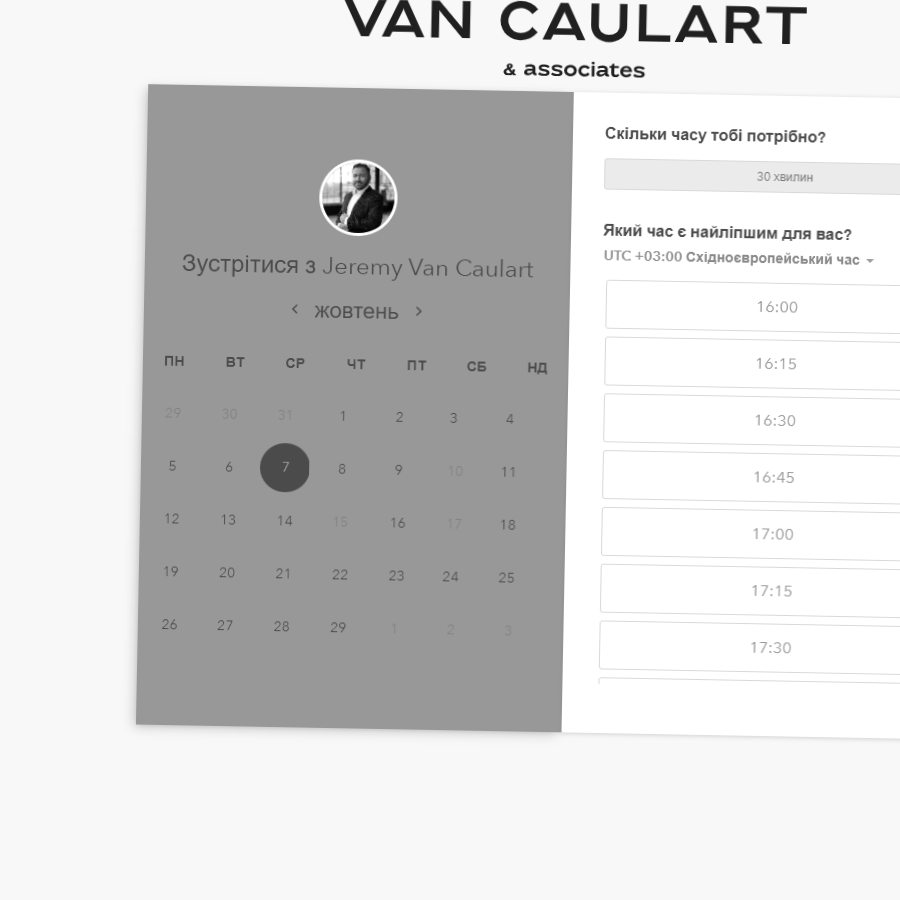 VAN CAULART
& associates
Зустрітися з Jeremy Van Caulart
жовтень
ПН ВТ СР ЧТ ПТ СБ НД
29 30 31 1 2 3 4
5 6 7 8 9 10 11
12 13 14 15 16 17 18
19 20 21 22 23 24 25
26 27 28 29 1 2 3
Скільки часу тобі потрібно?
30 хвилин
Який час є найліпшим для вас?
UTC +03:00 Східноєвропейський час
16:00
16:15
16:30
16:45
17:00
17:15
17:30